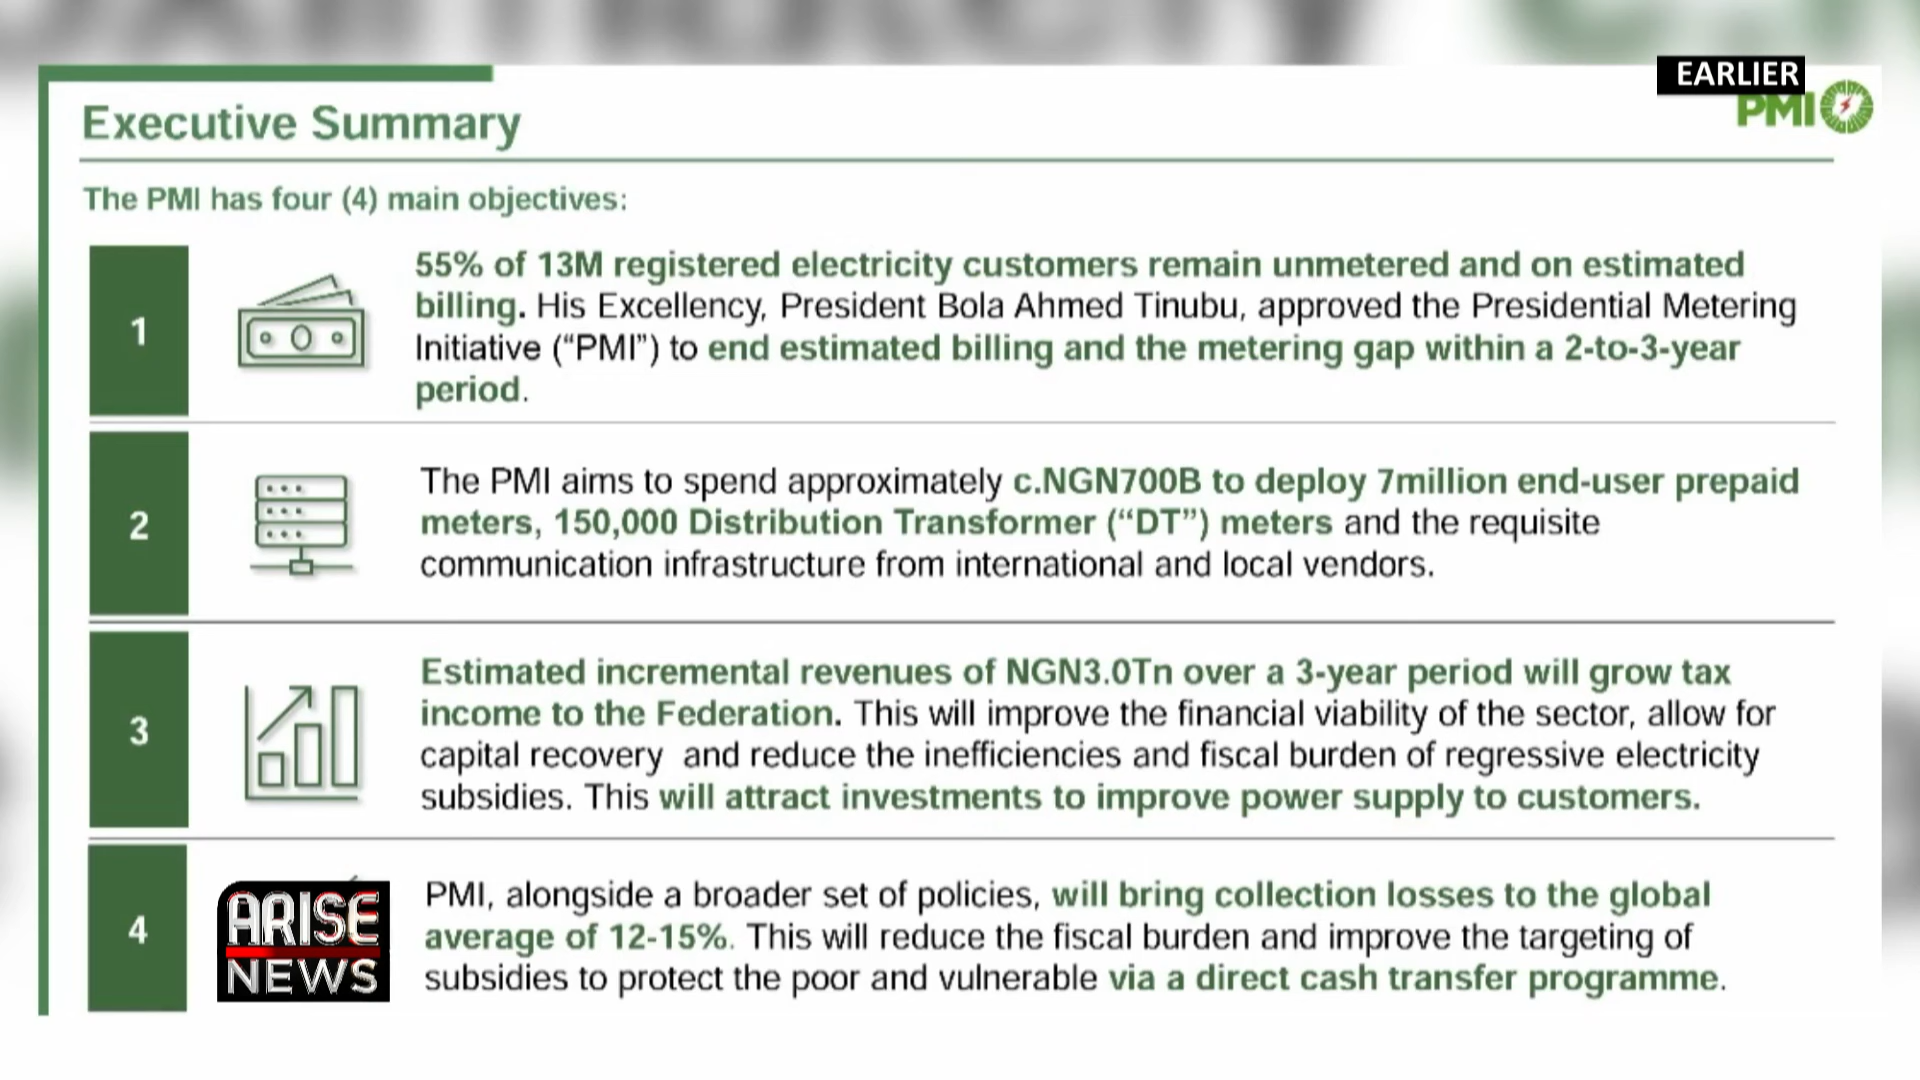 EARLIER
PMI
Executive Summary
The PMI has four (4) main objectives:
1
55% of 13M registered electricity customers remain unmetered and on estimated
billing. His Excellency, President Bola Ahmed Tinubu, approved the Presidential Metering
Initiative (“PMI”) to end estimated billing and the metering gap within a 2-to-3-year
period.
2
The PMI aims to spend approximately c.NGN700B to deploy 7million end-user prepaid
meters, 150,000 Distribution Transformer (“DT”) meters and the requisite
communication infrastructure from international and local vendors.
3
Estimated incremental revenues of NGN3.0Tn over a 3-year period will grow tax
income to the Federation. This will improve the financial viability of the sector, allow for
capital recovery and reduce the inefficiencies and fiscal burden of regressive electricity
subsidies. This will attract investments to improve power supply to customers.
4
PMI, alongside a broader set of policies, will bring collection losses to the global
average of 12-15%. This will reduce the fiscal burden and improve the targeting of
subsidies to protect the poor and vulnerable via a direct cash transfer programme.
ARISE
NEWS